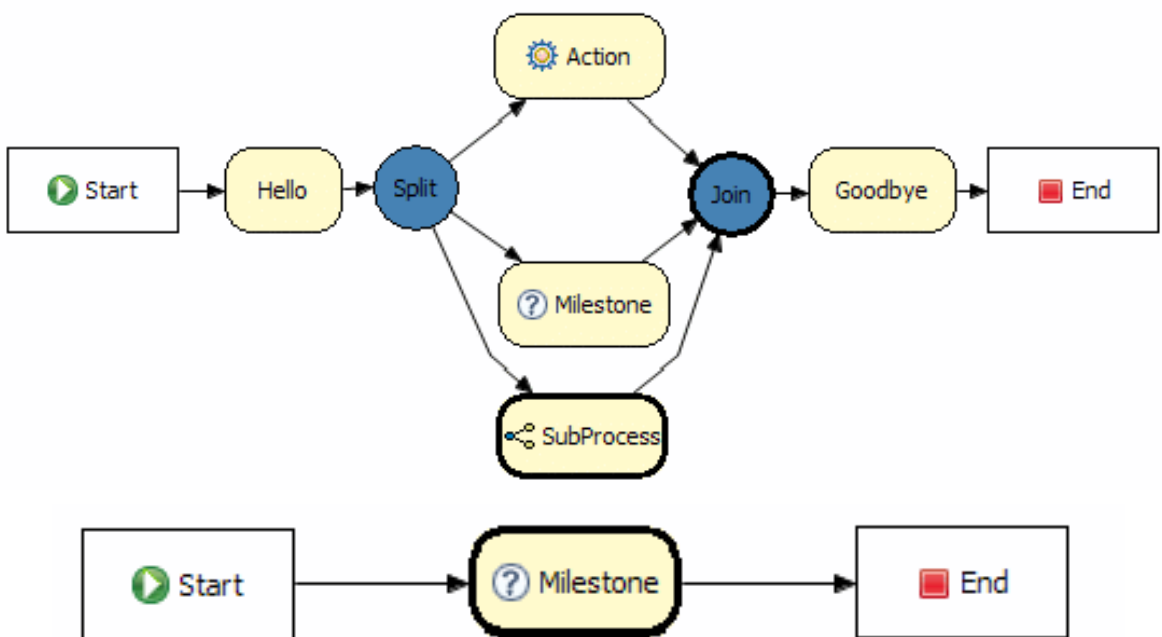 Action
Start
Hello
Split
Join
Goodbye
End
Milestone
SubProcess
Start
Milestone
End